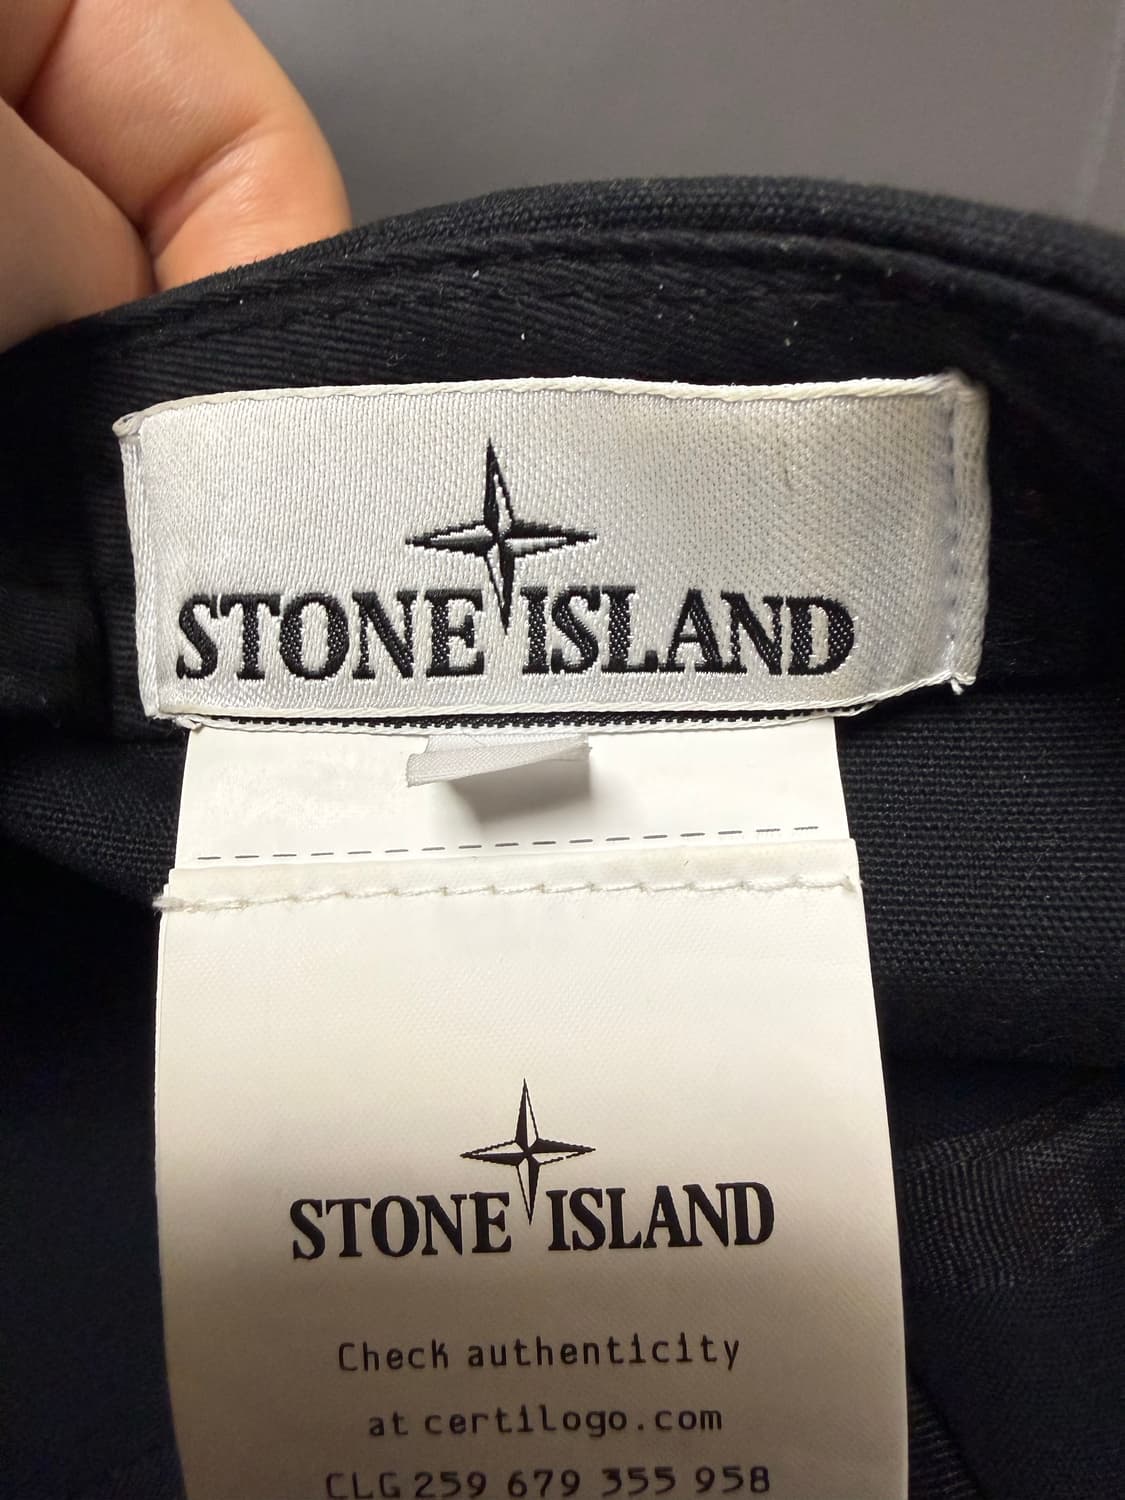 STONE ISLAND
STONE ISLAND
Check authenticity
at certilogo.com
CLG 259 679 355 958